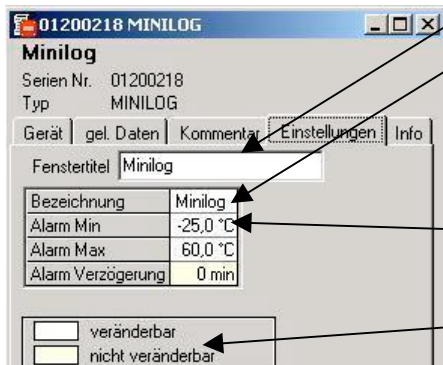 01200218 MINILOG
Minilog
Serien Nr. 01200218
Typ MINILOG
Gerät gel. Daten Kommentar Einstellungen Info
Fenstertitel Minilog
Bezeichnung Minilog
Alarm Min -25,0 °C
Alarm Max 60,0 °C
Alarm Verzögerung 0 min
veränderbar
nicht veränderbar